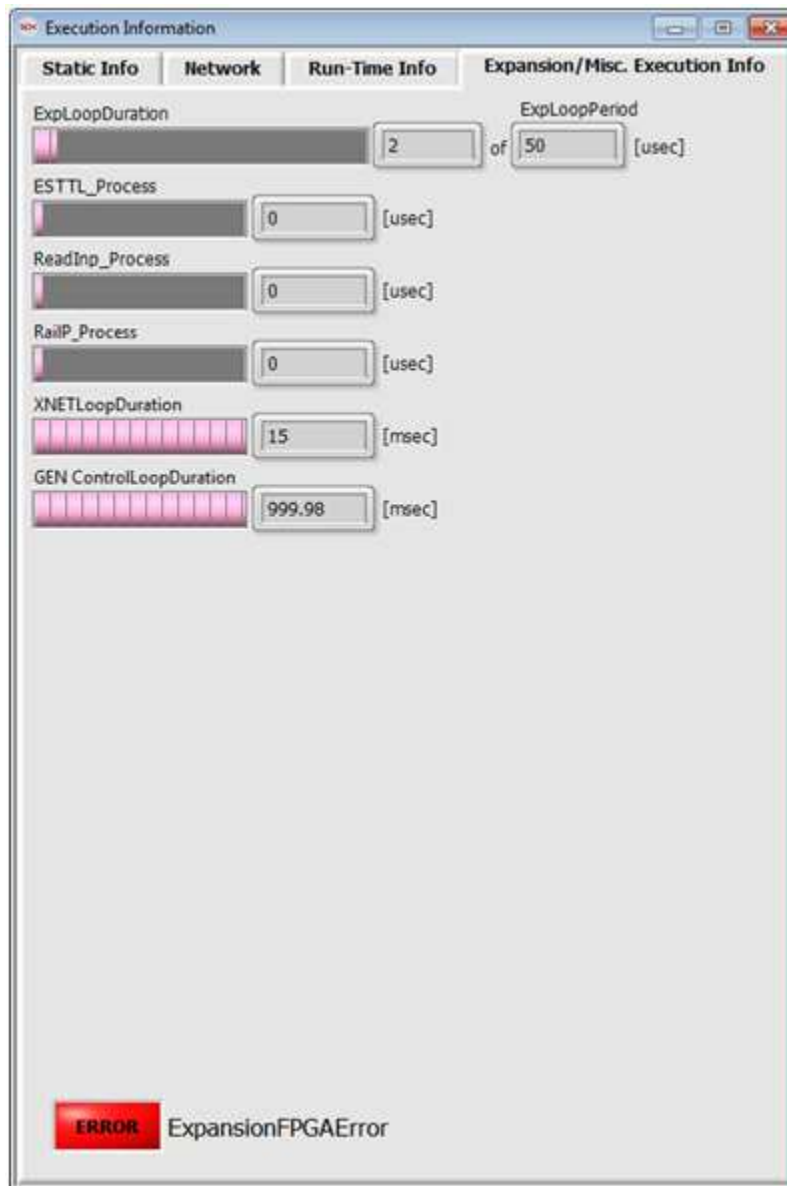 Execution Information
Static Info Network Run-Time Info Expansion/Misc. Execution Info
ExpLoopDuration ExpLoopPeriod
2 of 50 [usec]
ESTTL_Process
0 [usec]
ReadInp_Process
0 [usec]
RailP_Process
0 [usec]
XNETLoopDuration
15 [msec]
GEN ControlLoopDuration
999.98 [msec]
ERROR ExpansionFPGAError